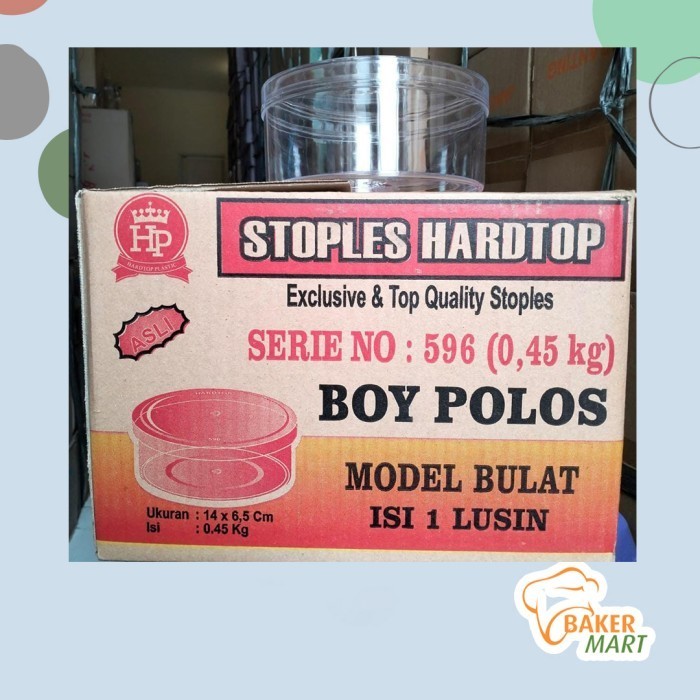 HP
HARDTOP PLASTIC
STOPLES HARDTOP
Exclusive & Top Quality Stoples
ASLI
SERIE NO : 596 (0,45 kg)
BOY POLOS
MODEL BULAT
ISI 1 LUSIN
Ukuran : 14 x 6,5 Cm
Isi : 0.45 Kg
BAKER
MART